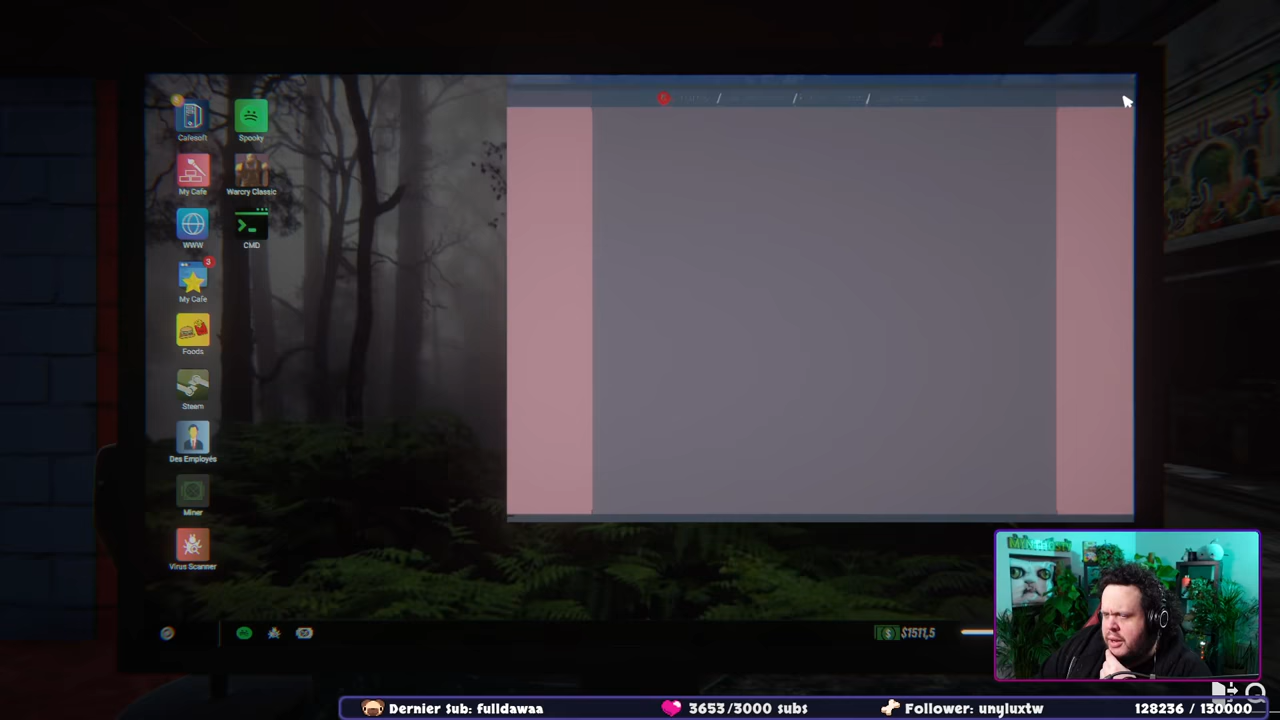 Cafesoft
Spooky
My Cafe
Warcry Classic
WWW
CMD
3
My Cafe
Foods
Steam
Des Employés
Miner
Virus Scanner
$1511,5
Dernier Sub: fulldawaa
3653/3000 subs
Follower: unyluxtw
128236 / 130000